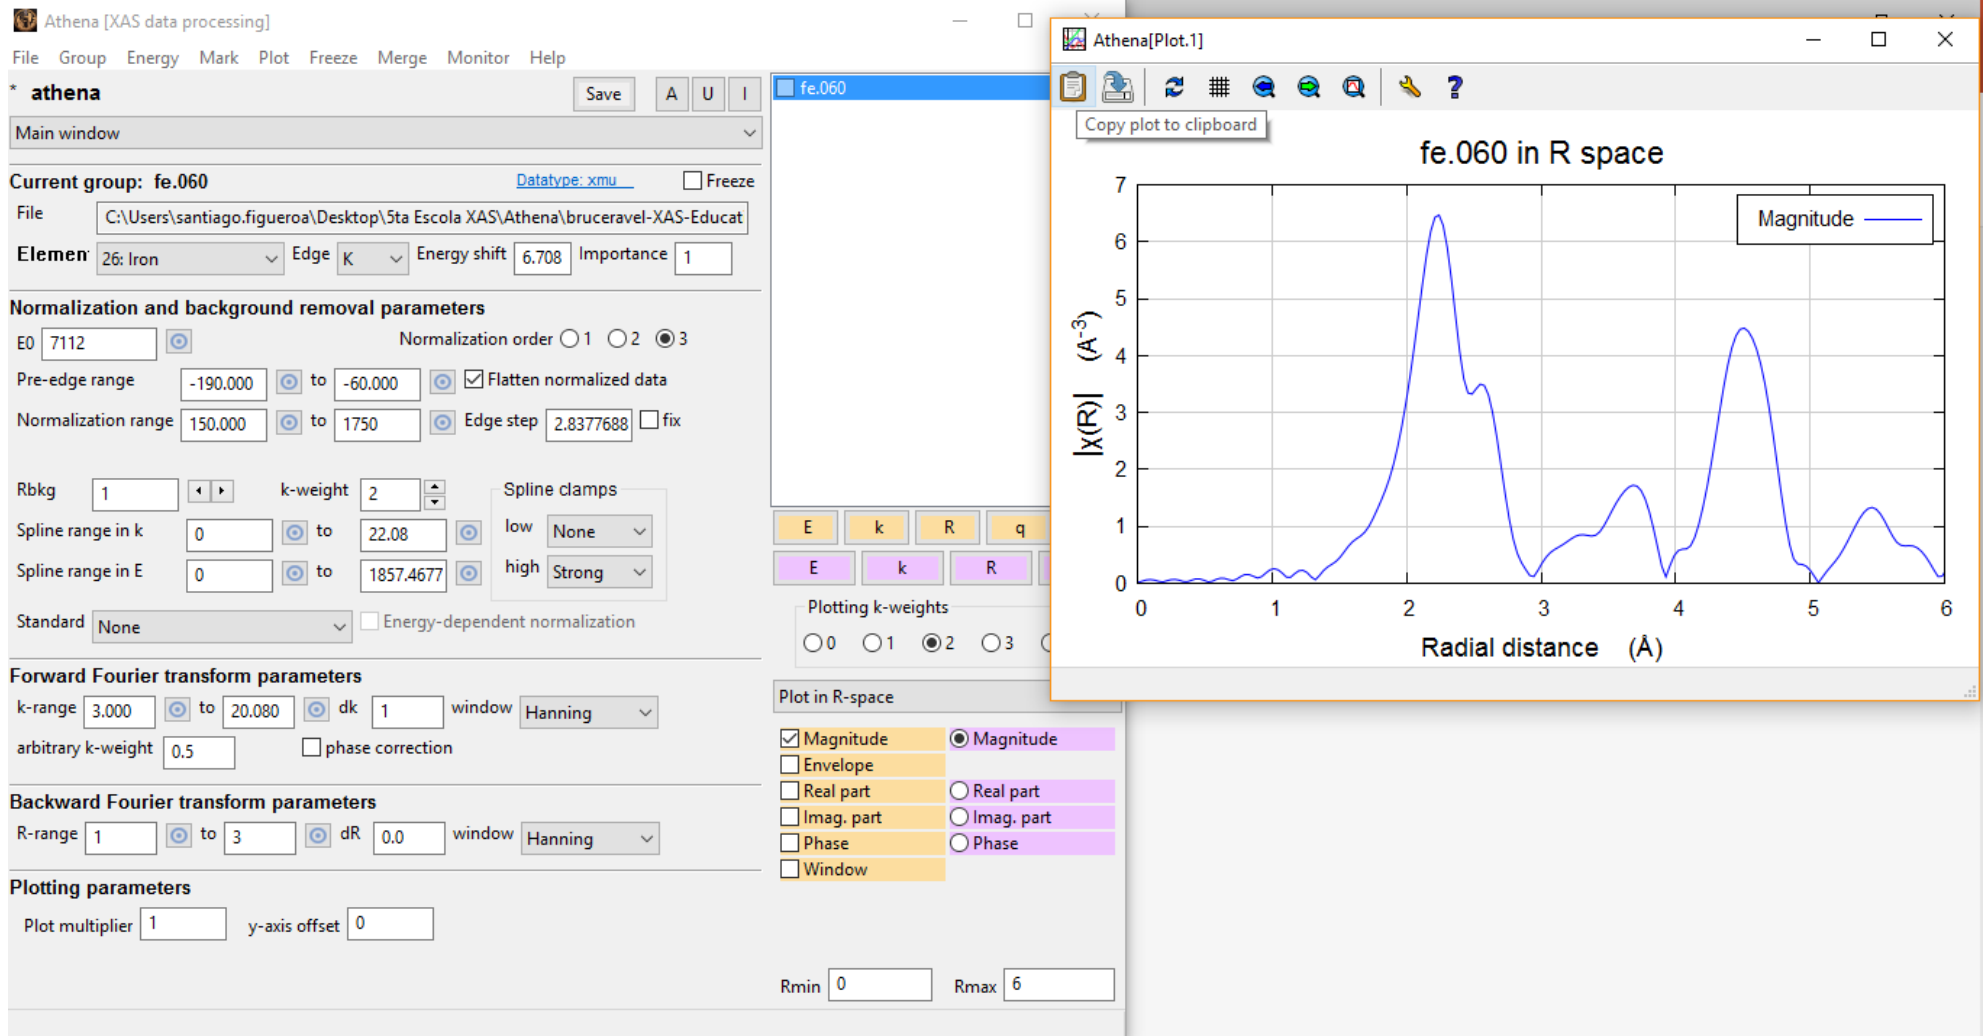 Athena [XAS data processing]
File Group Energy Mark Plot Freeze Merge Monitor Help
* athena Save A U I
Main window
Current group: fe.060 Datatype: xmu Freeze
File C:\Users\santiago.figueroa\Desktop\5ta Escola XAS\Athena\bruceravel-XAS-Educat
Elemen 26: Iron Edge K Energy shift 6.708 Importance 1
Normalization and background removal parameters
E0 7112 Normalization order 1 2 3
Pre-edge range -190.000 to -60.000 Flatten normalized data
Normalization range 150.000 to 1750 Edge step 2.8377688 fix
Rbkg 1 k-weight 2 Spline clamps
Spline range in k 0 to 22.08 low None
Spline range in E 0 to 1857.4677 high Strong
Standard None Energy-dependent normalization
Forward Fourier transform parameters
k-range 3.000 to 20.080 dk 1 window Hanning
arbitrary k-weight 0.5 phase correction
Backward Fourier transform parameters
R-range 1 to 3 dR 0.0 window Hanning
Plotting parameters
Plot multiplier 1 y-axis offset 0
fe.060
E k R q
E k R
Plotting k-weights
0 1 2 3
Plot in R-space
Magnitude Magnitude
Envelope
Real part Real part
Imag. part Imag. part
Phase Phase
Window
Rmin 0 Rmax 6
Athena[Plot.1]
?
Copy plot to clipboard
fe.060 in R space
Magnitude
7
6
5
4
3
2
1
0
|χ(R)| (A⁻³)
0 1 2 3 4 5 6
Radial distance (Å)